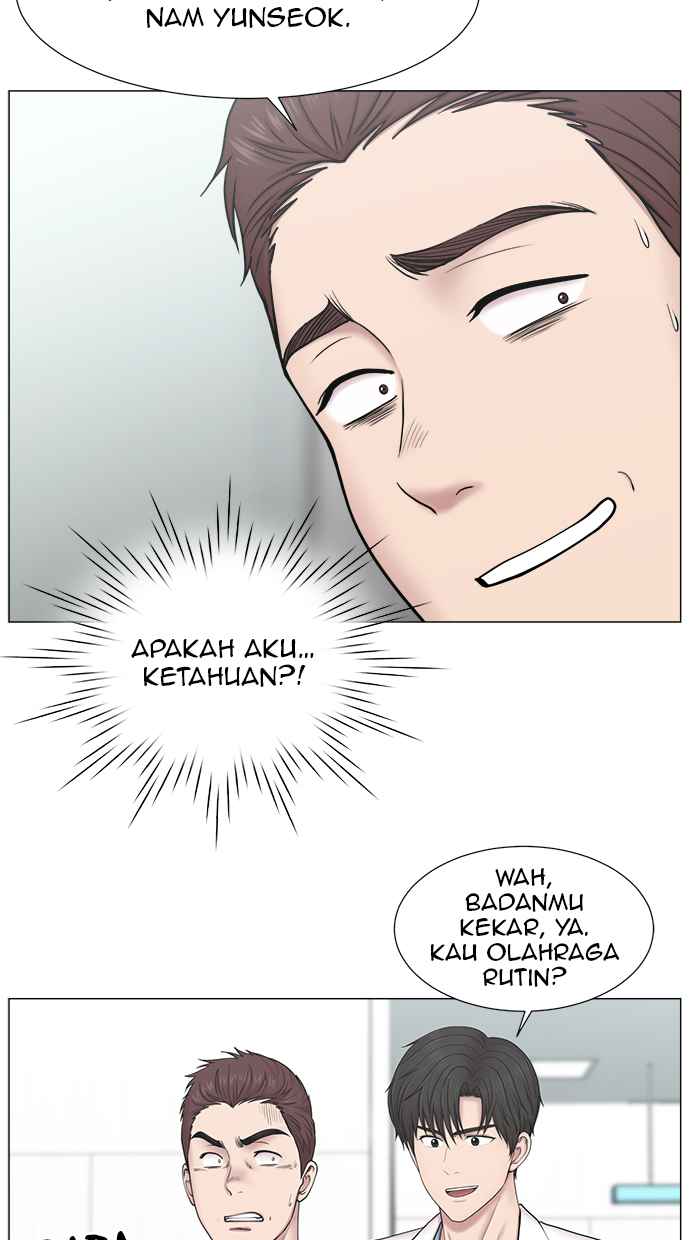 NAM YUNSEOK.
APAKAH AKU...
KETAHUAN?!
WAH,
BADANMU
KEKAR, YA.
KAU OLAHRAGA
RUTIN?